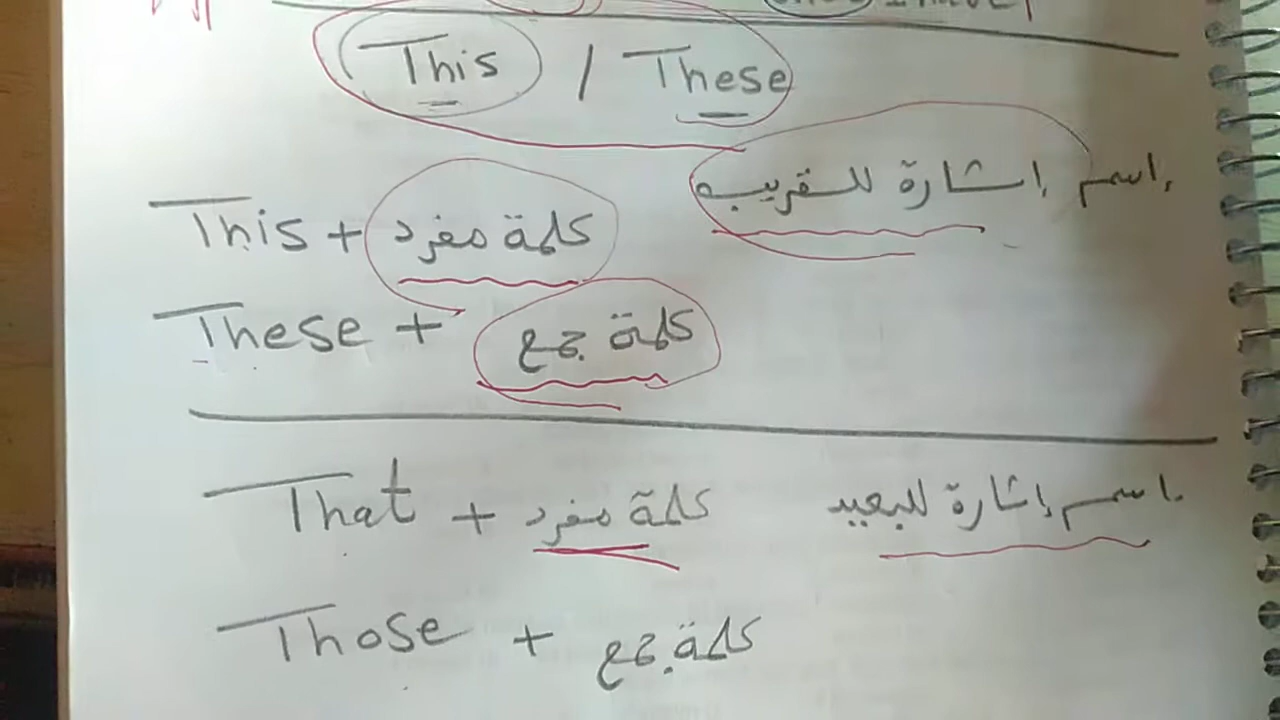 This / These
اسم إشارة للقريب
This + كلمة مفرد
These + كلمة جمع
That + كلمة مفرد
اسم إشارة للبعيد
Those + كلمة جمع